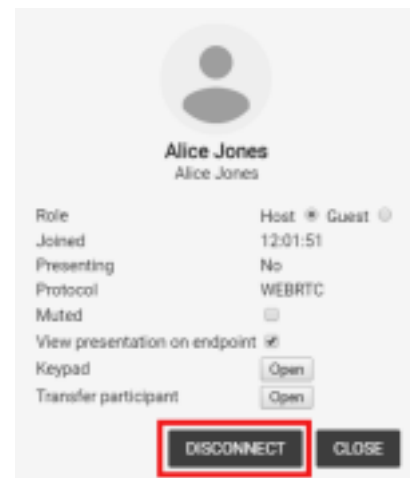 Alice Jones
Alice Jones
Role Host Guest
Joined 12:01:51
Presenting No
Protocol WEBRTC
Muted
View presentation on endpoint
Keypad Open
Transfer participant Open
DISCONNECT CLOSE